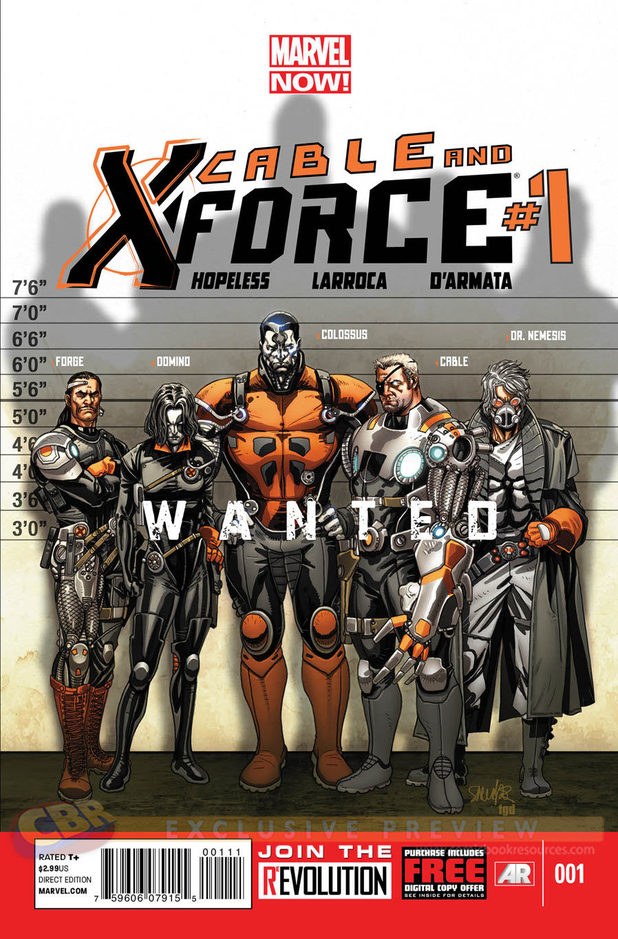 MARVEL
NOW!
CABLE AND
X-FORCE® #1
HOPELESS LARROCA D'ARMATA
7'6"
7'0"
6'6"
COLOSSUS
DR. NEMESIS
6'0"
FORGE
DOMINO
CABLE
5'6"
5'0"
4'6
4'
3'6
3'0"
WANTED
CBR
EXCLUSIVE PREVIEW
bookresources.com
RATED T+
$2.99US
DIRECT EDITION
MARVEL.COM
00111
7 59606 07915 5
JOIN THE
REVOLUTION
PURCHASE INCLUDES
FREE
DIGITAL COPY OFFER
SEE INSIDE FOR DETAILS
AR
001